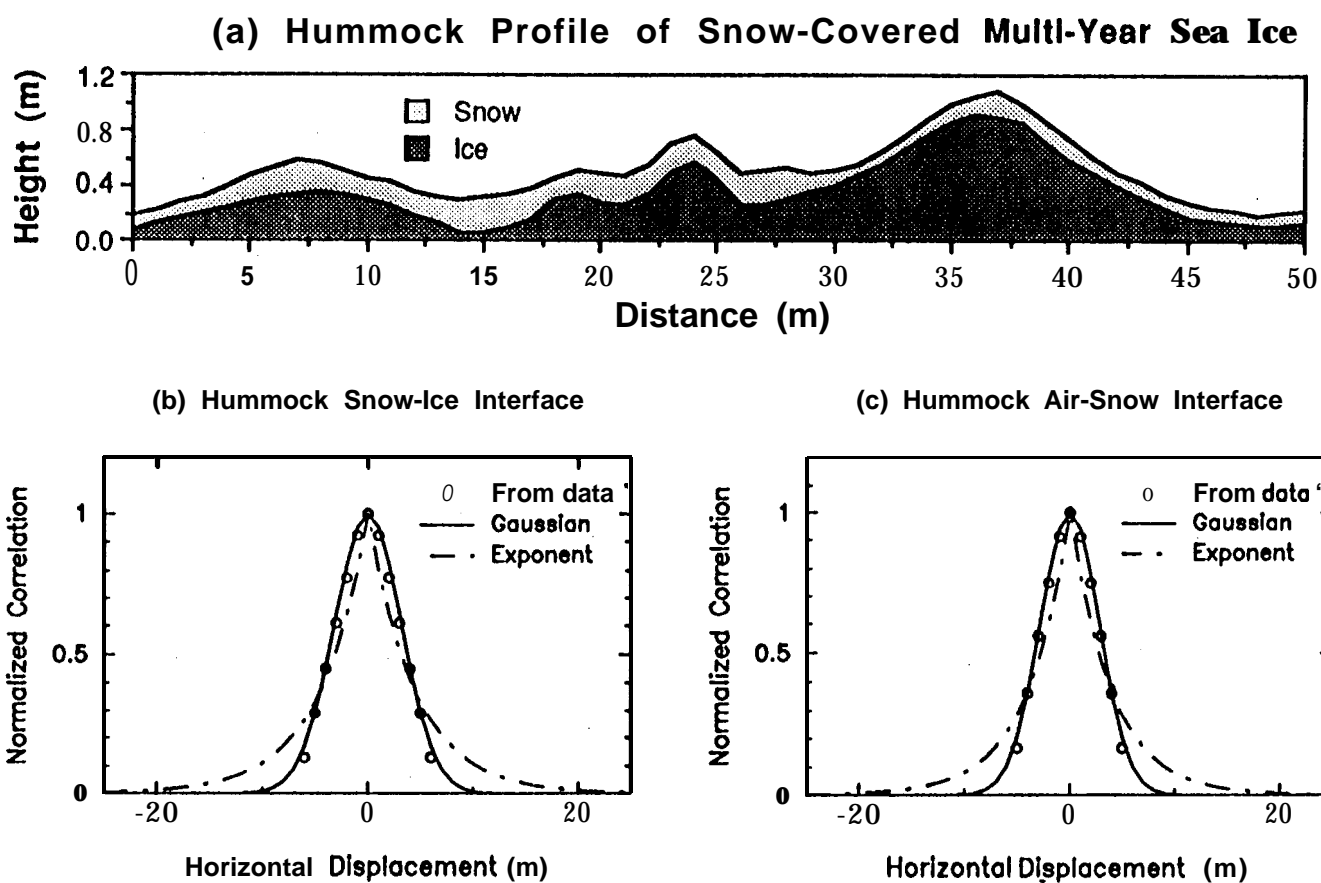 (a) Hummock Profile of Snow-Covered Multi-Year Sea Ice
1.2
0.8
0.4
0.0
Height (m)
Snow
Ice
0 5 10 15 20 25 30 35 40 45 50
Distance (m)
(b) Hummock Snow-Ice Interface
Normalized Correlation
1
0.5
0
0 From data
Gaussian
Exponent
-20 0 20
Horizontal Displacement (m)
(c) Hummock Air-Snow Interface
Normalized Correlation
1
0.5
0
o From data
Gaussian
Exponent
-20 0 20
Horizontal Displacement (m)